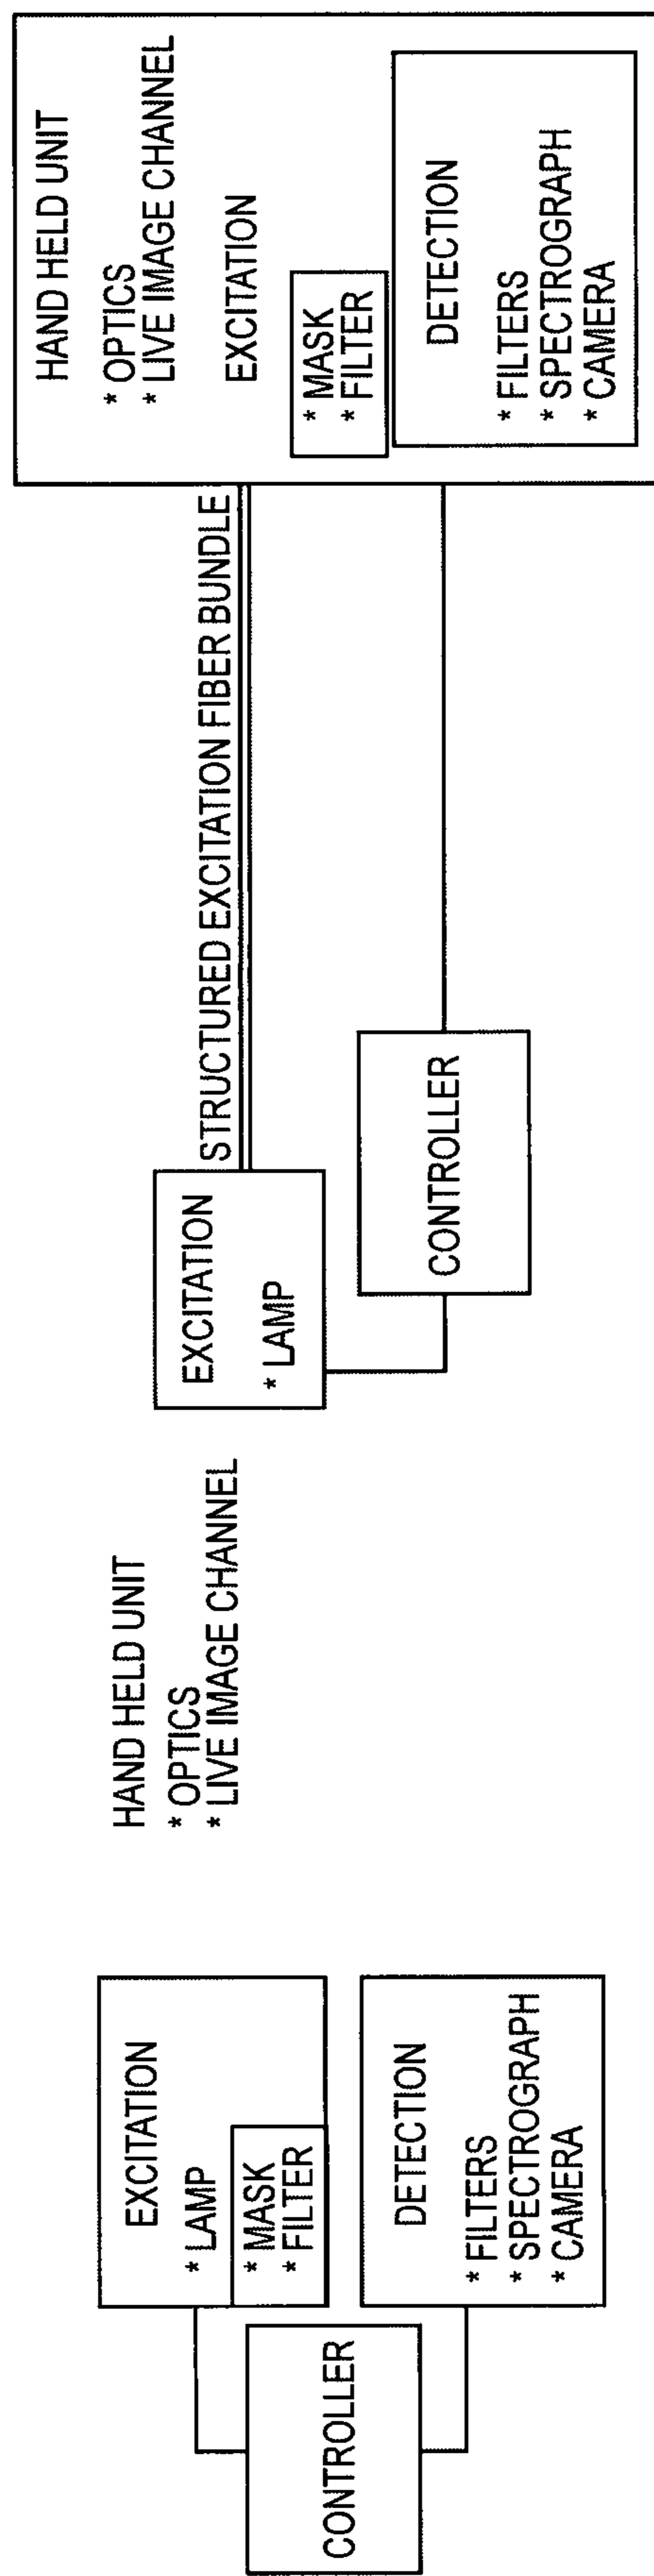 CONTROLLER
EXCITATION
* LAMP
* MASK
* FILTER
DETECTION
* FILTERS
* SPECTROGRAPH
* CAMERA
HAND HELD UNIT
* OPTICS
* LIVE IMAGE CHANNEL
EXCITATION
* LAMP
CONTROLLER
STRUCTURED EXCITATION FIBER BUNDLE
HAND HELD UNIT
* OPTICS
* LIVE IMAGE CHANNEL
EXCITATION
* MASK
* FILTER
DETECTION
* FILTERS
* SPECTROGRAPH
* CAMERA